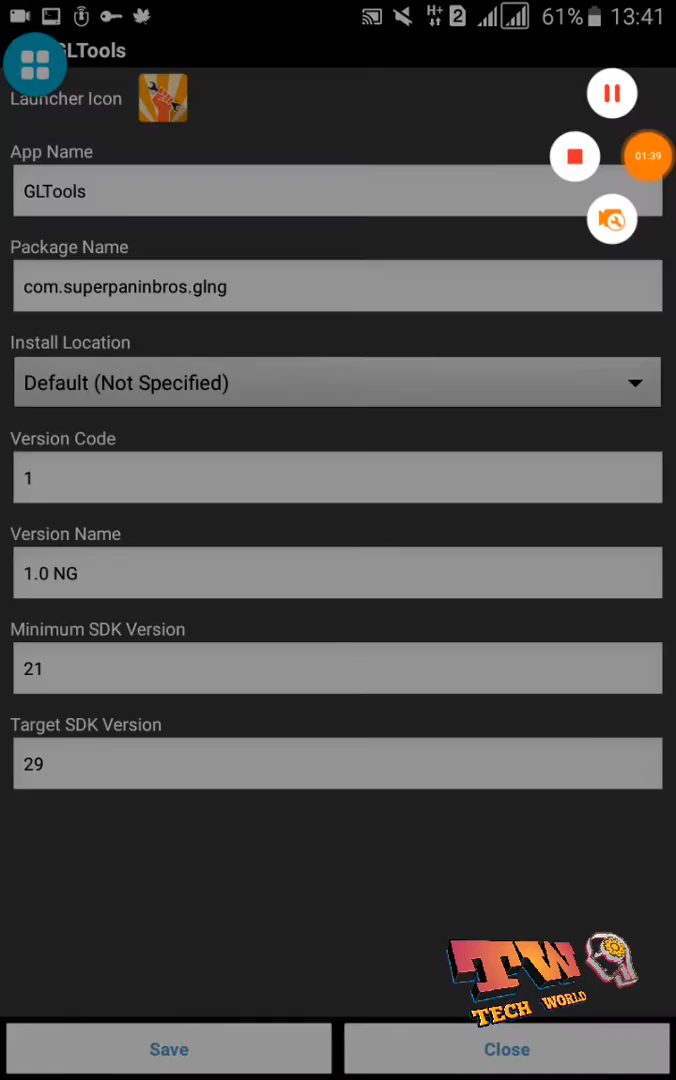 H+ 2 61% 13:41
GLTools
Launcher Icon
01:39
App Name
GLTools
Package Name
com.superpaninbros.glng
Install Location
Default (Not Specified)
Version Code
1
Version Name
1.0 NG
Minimum SDK Version
21
Target SDK Version
29
TW
TECH WORLD
Save
Close